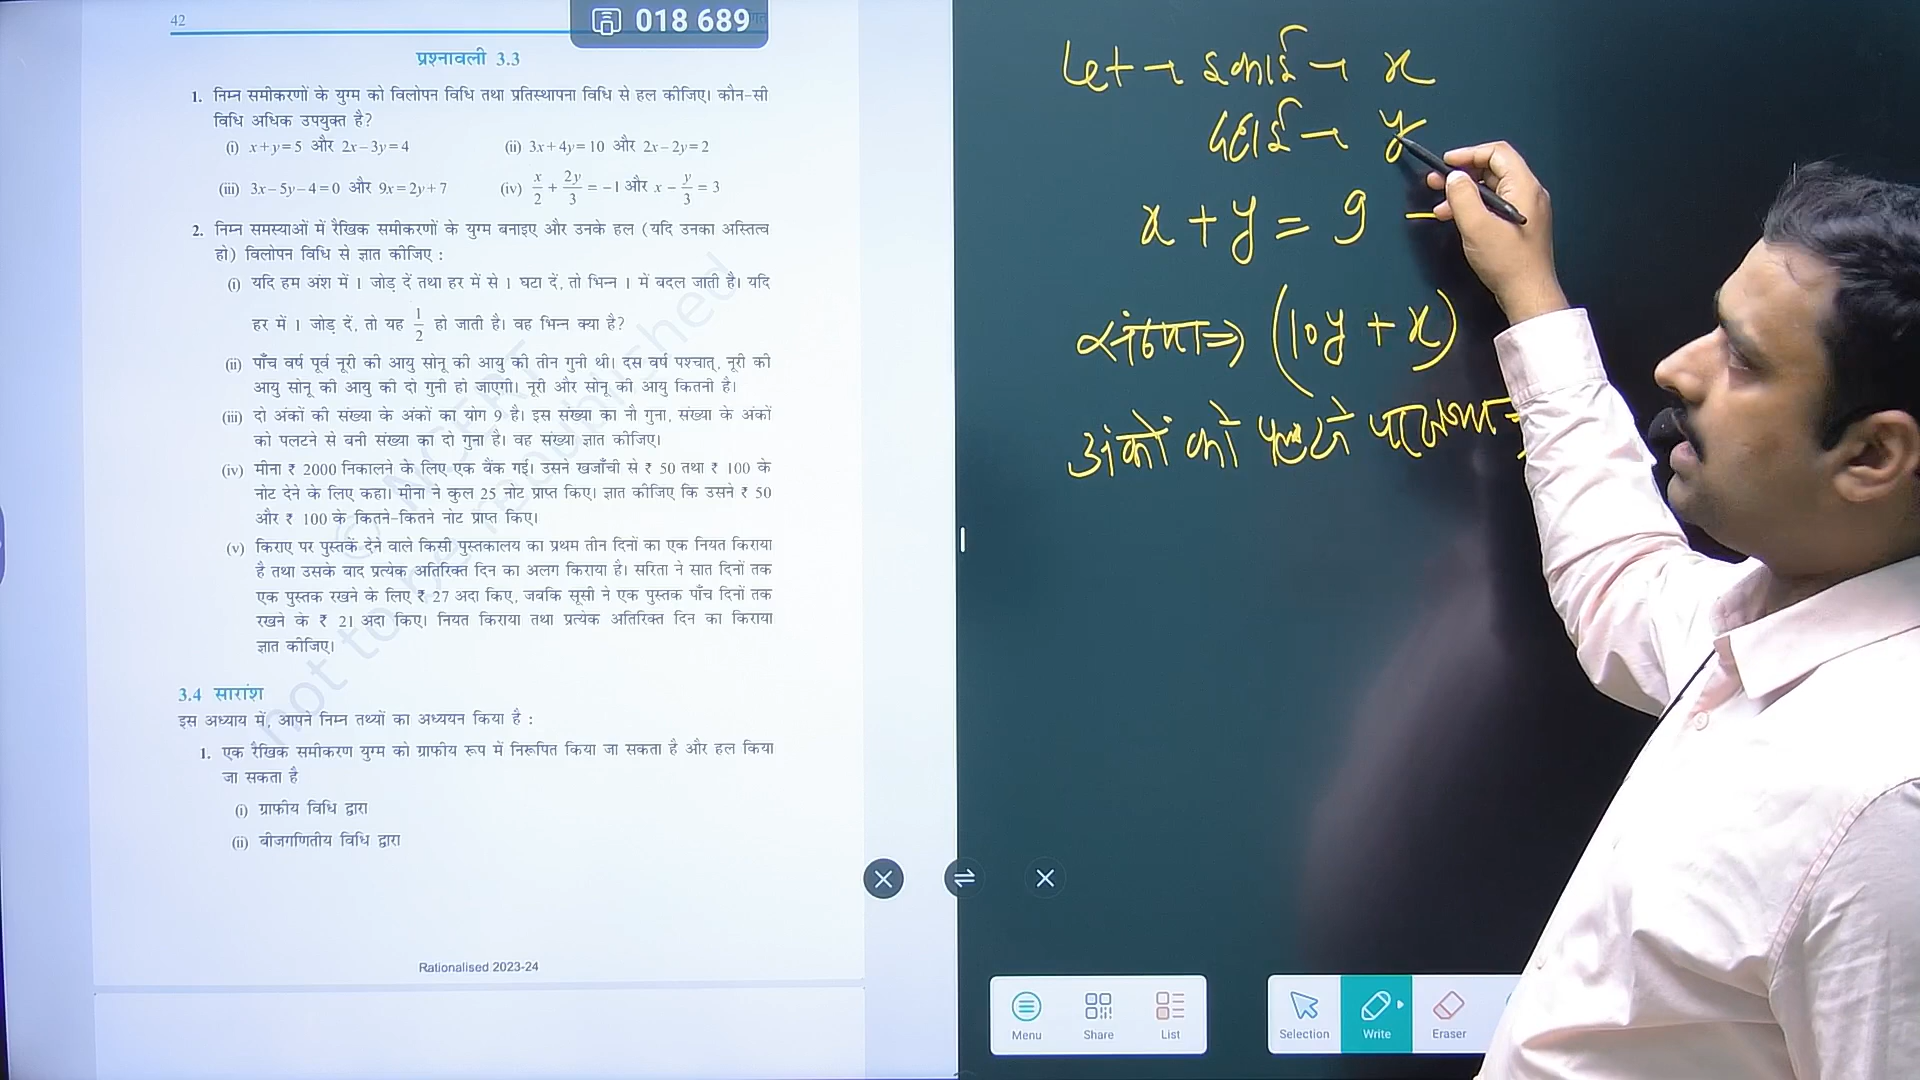 42
018 689
प्रश्नावली 3.3
1. निम्न समीकरणों के युग्म को विलोपन विधि तथा प्रतिस्थापना विधि से हल कीजिए। कौन-सी
विधि अधिक उपयुक्त है?
(i) x+y=5 और 2x-3y=4 (ii) 3x+4y=10 और 2x-2y=2
(iii) 3x-5y-4=0 और 9x=2y+7 (iv) x/2 + 2y/3 = -1 और x - y/3 = 3
2. निम्न समस्याओं में रैखिक समीकरणों के युग्म बनाइए और उनके हल (यदि उनका अस्तित्व
हो) विलोपन विधि से ज्ञात कीजिए :
(i) यदि हम अंश में 1 जोड़ दें तथा हर में से 1 घटा दें, तो भिन्न 1 में बदल जाती है। यदि
हर में 1 जोड़ दें, तो यह 1/2 हो जाती है। वह भिन्न क्या है?
(ii) पाँच वर्ष पूर्व नूरी की आयु सोनू की आयु की तीन गुनी थी। दस वर्ष पश्चात्, नूरी की
आयु सोनू की आयु की दो गुनी हो जाएगी। नूरी और सोनू की आयु कितनी है।
(iii) दो अंकों की संख्या के अंकों का योग 9 है। इस संख्या का नौ गुना, संख्या के अंकों
को पलटने से बनी संख्या का दो गुना है। वह संख्या ज्ञात कीजिए।
(iv) मीना ₹ 2000 निकालने के लिए एक बैंक गई। उसने खजाँची से ₹ 50 तथा ₹ 100 के
नोट देने के लिए कहा। मीना ने कुल 25 नोट प्राप्त किए। ज्ञात कीजिए कि उसने ₹ 50
और ₹ 100 के कितने-कितने नोट प्राप्त किए।
(v) किराए पर पुस्तकें देने वाले किसी पुस्तकालय का प्रथम तीन दिनों का एक नियत किराया
है तथा उसके बाद प्रत्येक अतिरिक्त दिन का अलग किराया है। सरिता ने सात दिनों तक
एक पुस्तक रखने के लिए ₹ 27 अदा किए, जबकि सूसी ने एक पुस्तक पाँच दिनों तक
रखने के ₹ 21 अदा किए। नियत किराया तथा प्रत्येक अतिरिक्त दिन का किराया
ज्ञात कीजिए।
3.4 सारांश
इस अध्याय में, आपने निम्न तथ्यों का अध्ययन किया है :
1. एक रैखिक समीकरण युग्म को ग्राफीय रूप में निरूपित किया जा सकता है और हल किया
जा सकता है
(i) ग्राफीय विधि द्वारा
(ii) बीजगणितीय विधि द्वारा
Rationalised 2023-24
© NCERT
not to be republished
Let → इकाई → x
दहाई → y
x + y = 9 -
संख्या ⇒ (10y + x)
अंकों को पलटने पर संख्या =
Menu Share List
Selection Write Eraser